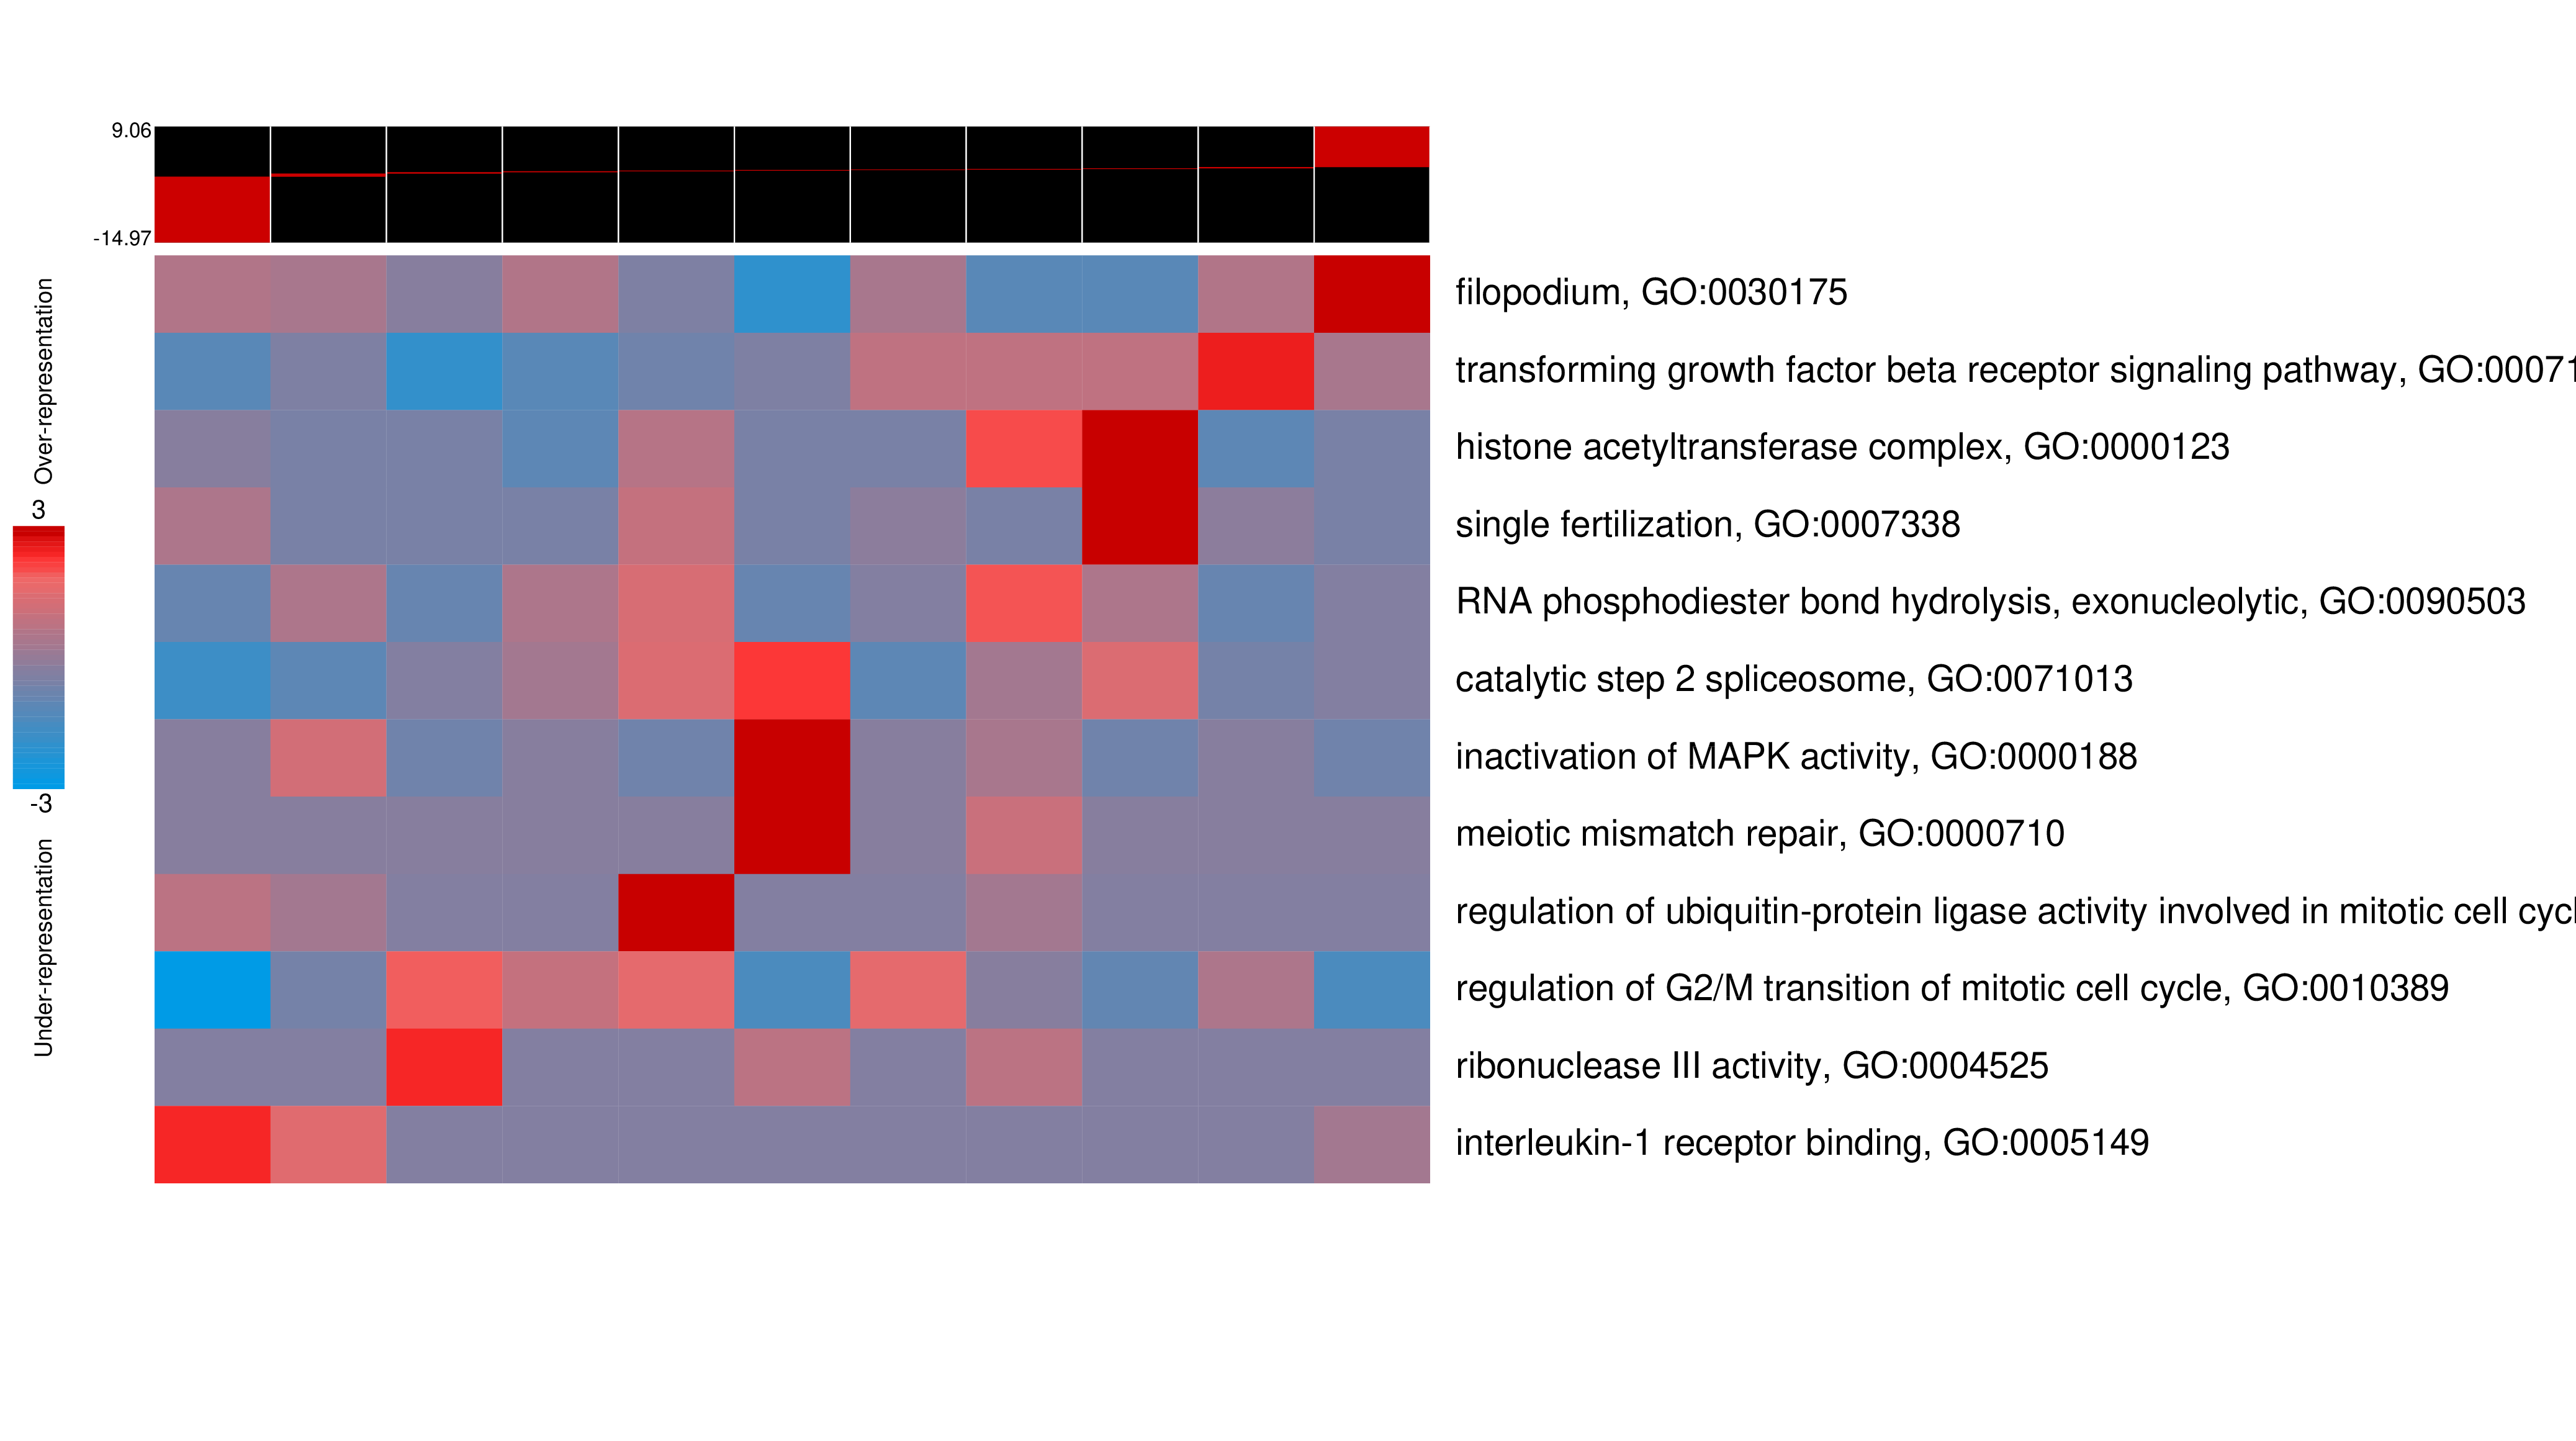 9.06
-14.97
Over-representation
3
-3
Under-representation
filopodium, GO:0030175
transforming growth factor beta receptor signaling pathway, GO:00071
histone acetyltransferase complex, GO:0000123
single fertilization, GO:0007338
RNA phosphodiester bond hydrolysis, exonucleolytic, GO:0090503
catalytic step 2 spliceosome, GO:0071013
inactivation of MAPK activity, GO:0000188
meiotic mismatch repair, GO:0000710
regulation of ubiquitin-protein ligase activity involved in mitotic cell cycl
regulation of G2/M transition of mitotic cell cycle, GO:0010389
ribonuclease III activity, GO:0004525
interleukin-1 receptor binding, GO:0005149